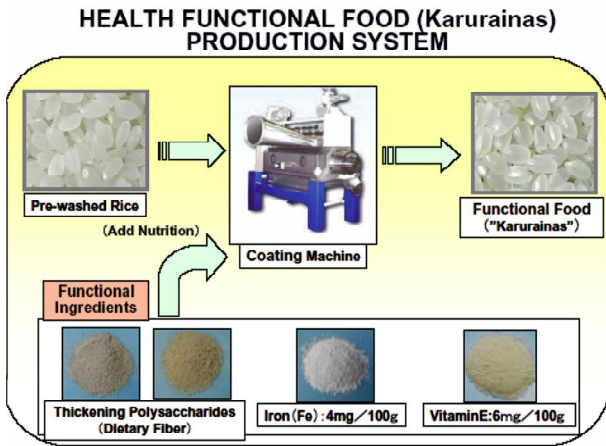 HEALTH FUNCTIONAL FOOD (Karurainas)
PRODUCTION SYSTEM
Pre-washed Rice
(Add Nutrition)
Coating Machine
Functional Food
("Karurainas")
Functional
Ingredients
Thickening Polysaccharides
(Dietary Fiber)
Iron(Fe):4mg/100g
VitaminE:6mg/100g